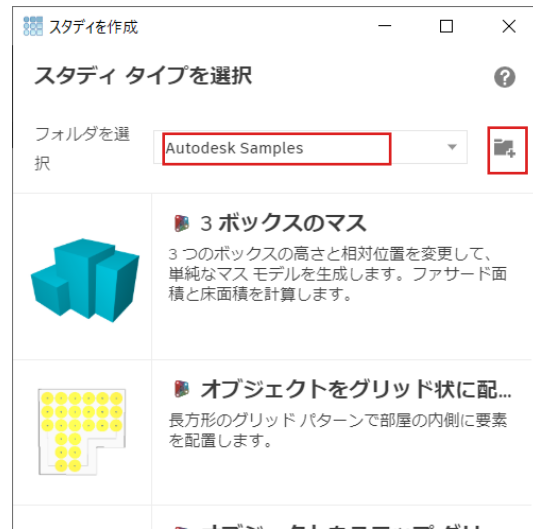 スタディを作成
スタディ タイプを選択
フォルダを選
択
Autodesk Samples
3 ボックスのマス
3 つのボックスの高さと相対位置を変更して、
単純なマス モデルを生成します。ファサード面
積と床面積を計算します。
オブジェクトをグリッド状に配...
長方形のグリッド パターンで部屋の内側に要素
を配置します。